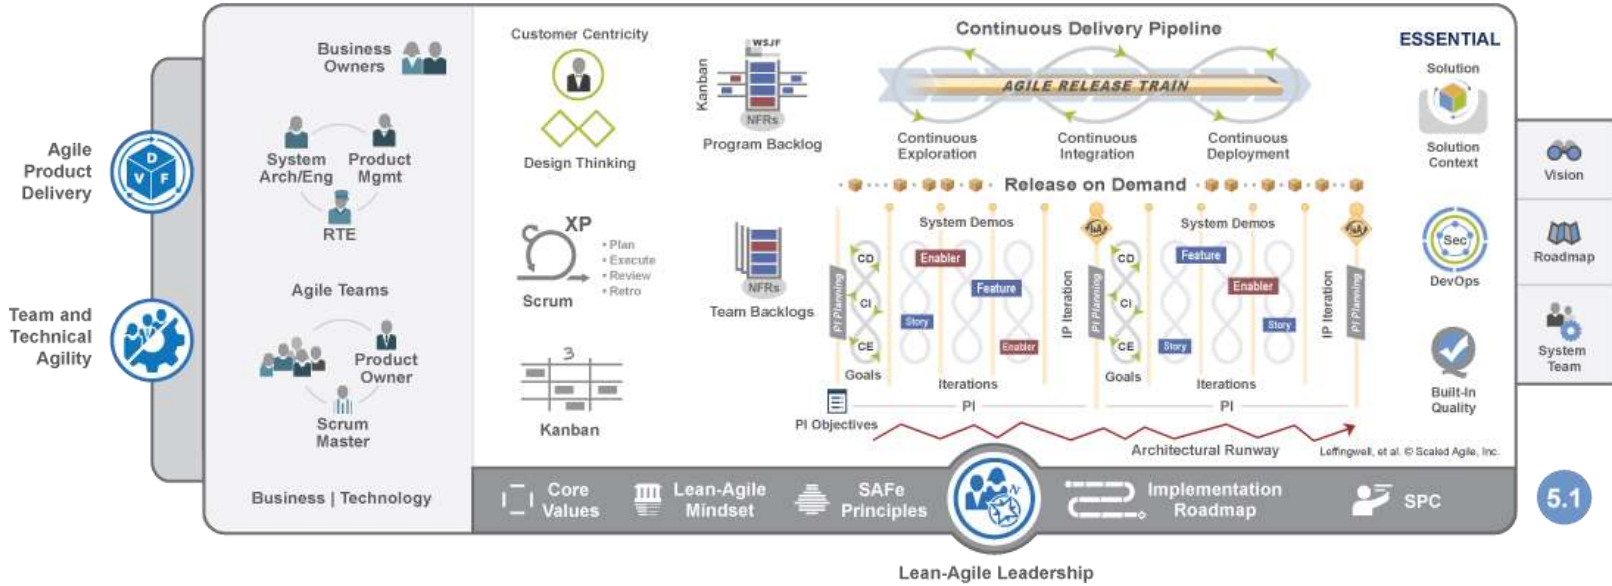 Agile
Product
Delivery
D
V F
Team and
Technical
Agility
Business
Owners
System
Arch/Eng
Product
Mgmt
RTE
Agile Teams
Product
Owner
Scrum
Master
Business | Technology
Customer Centricity
Design Thinking
XP
• Plan
• Execute
• Review
• Retro
Scrum
3
Kanban
WSJF
Kanban
NFRs
Program Backlog
NFRs
Team Backlogs
Continuous Delivery Pipeline
AGILE RELEASE TRAIN
Continuous
Exploration
Continuous
Integration
Continuous
Deployment
Release on Demand
System Demos
System Demos
PI Planning
CD
CI
CE
Goals
Enabler
Feature
Story
Enabler
Iterations
IP Iteration
I&A
PI Planning
CD
CI
CE
Goals
Feature
Enabler
Story
Story
Iterations
IP Iteration
I&A
PI Planning
PI
PI
PI Objectives
Architectural Runway
Leffingwell, et al. © Scaled Agile, Inc.
ESSENTIAL
Solution
Solution
Context
Sec
DevOps
Built-In
Quality
Vision
Roadmap
System
Team
Core
Values
Lean-Agile
Mindset
SAFe
Principles
N
Implementation
Roadmap
SPC
5.1
Lean-Agile Leadership